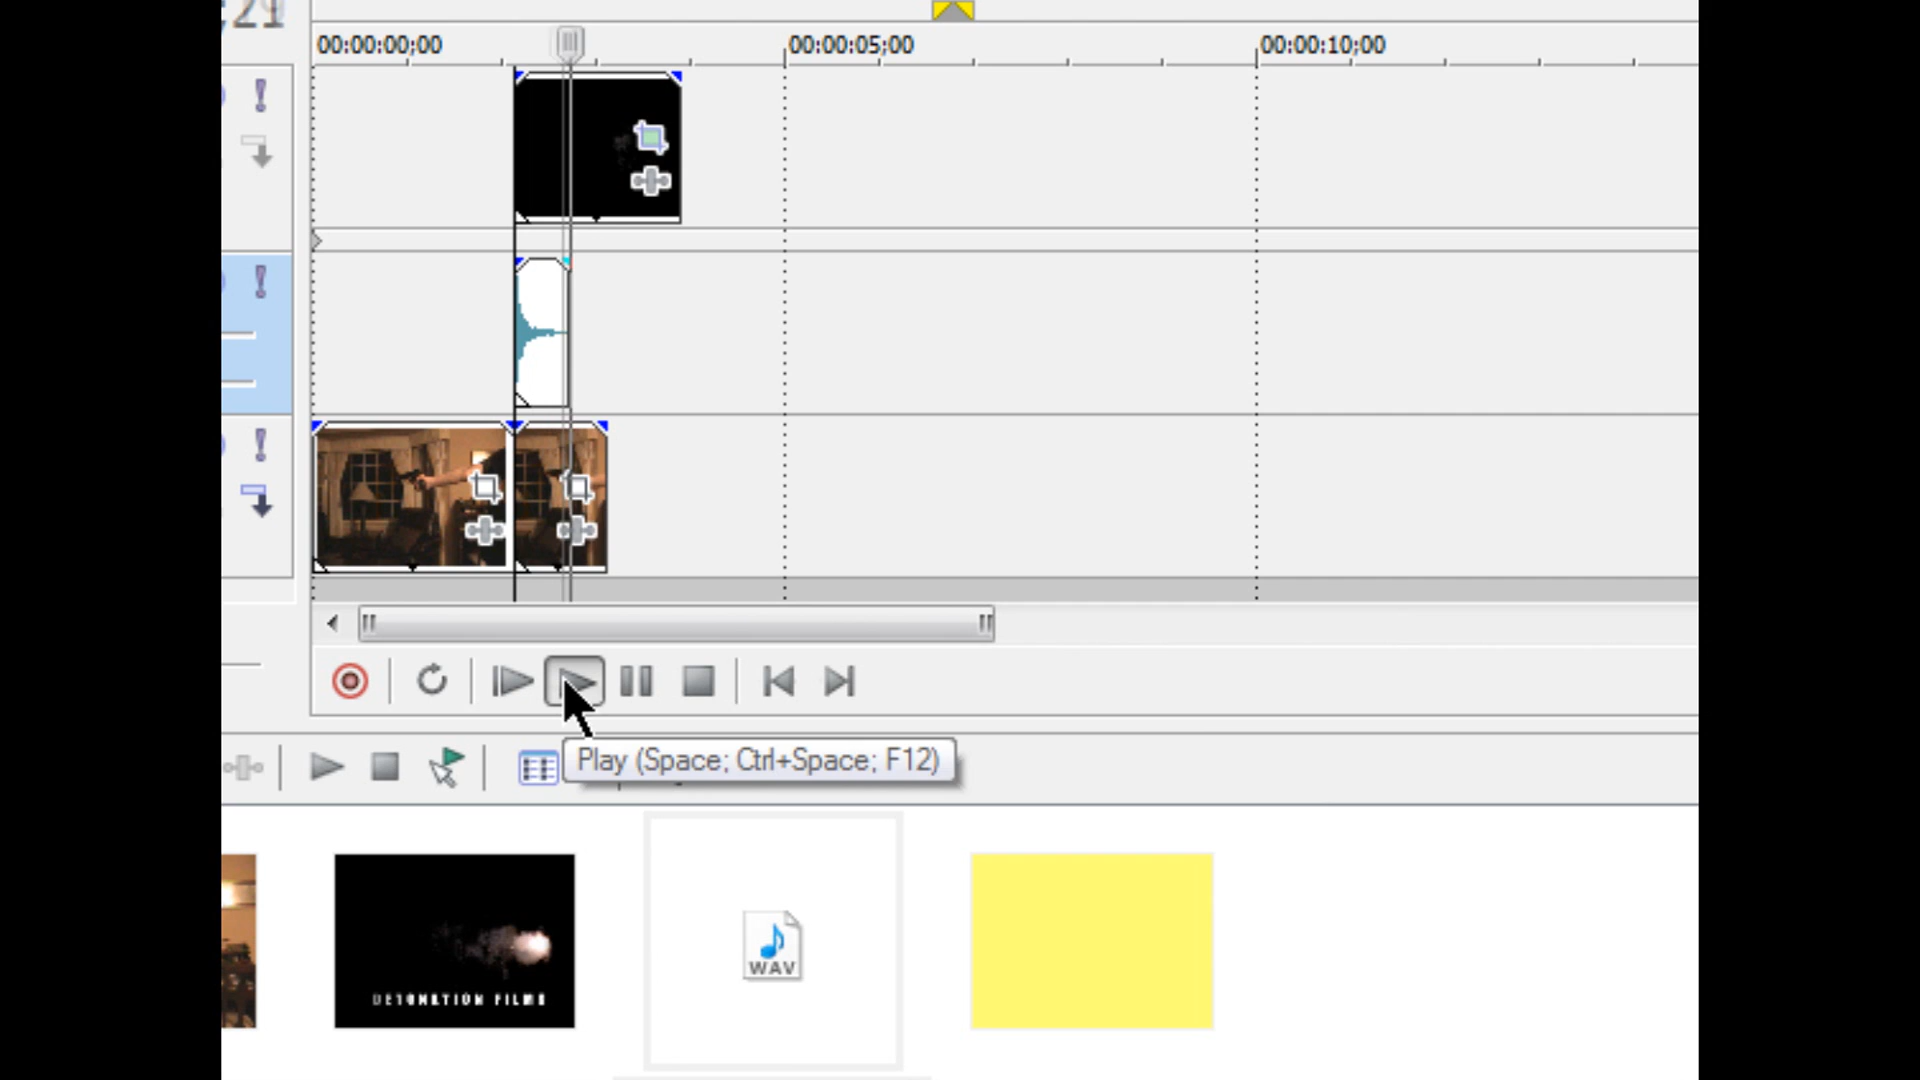 :21
00:00:00;00
00:00:05;00
00:00:10;00
Play (Space; Ctrl+Space; F12)
DETONATION FILMS
WAV